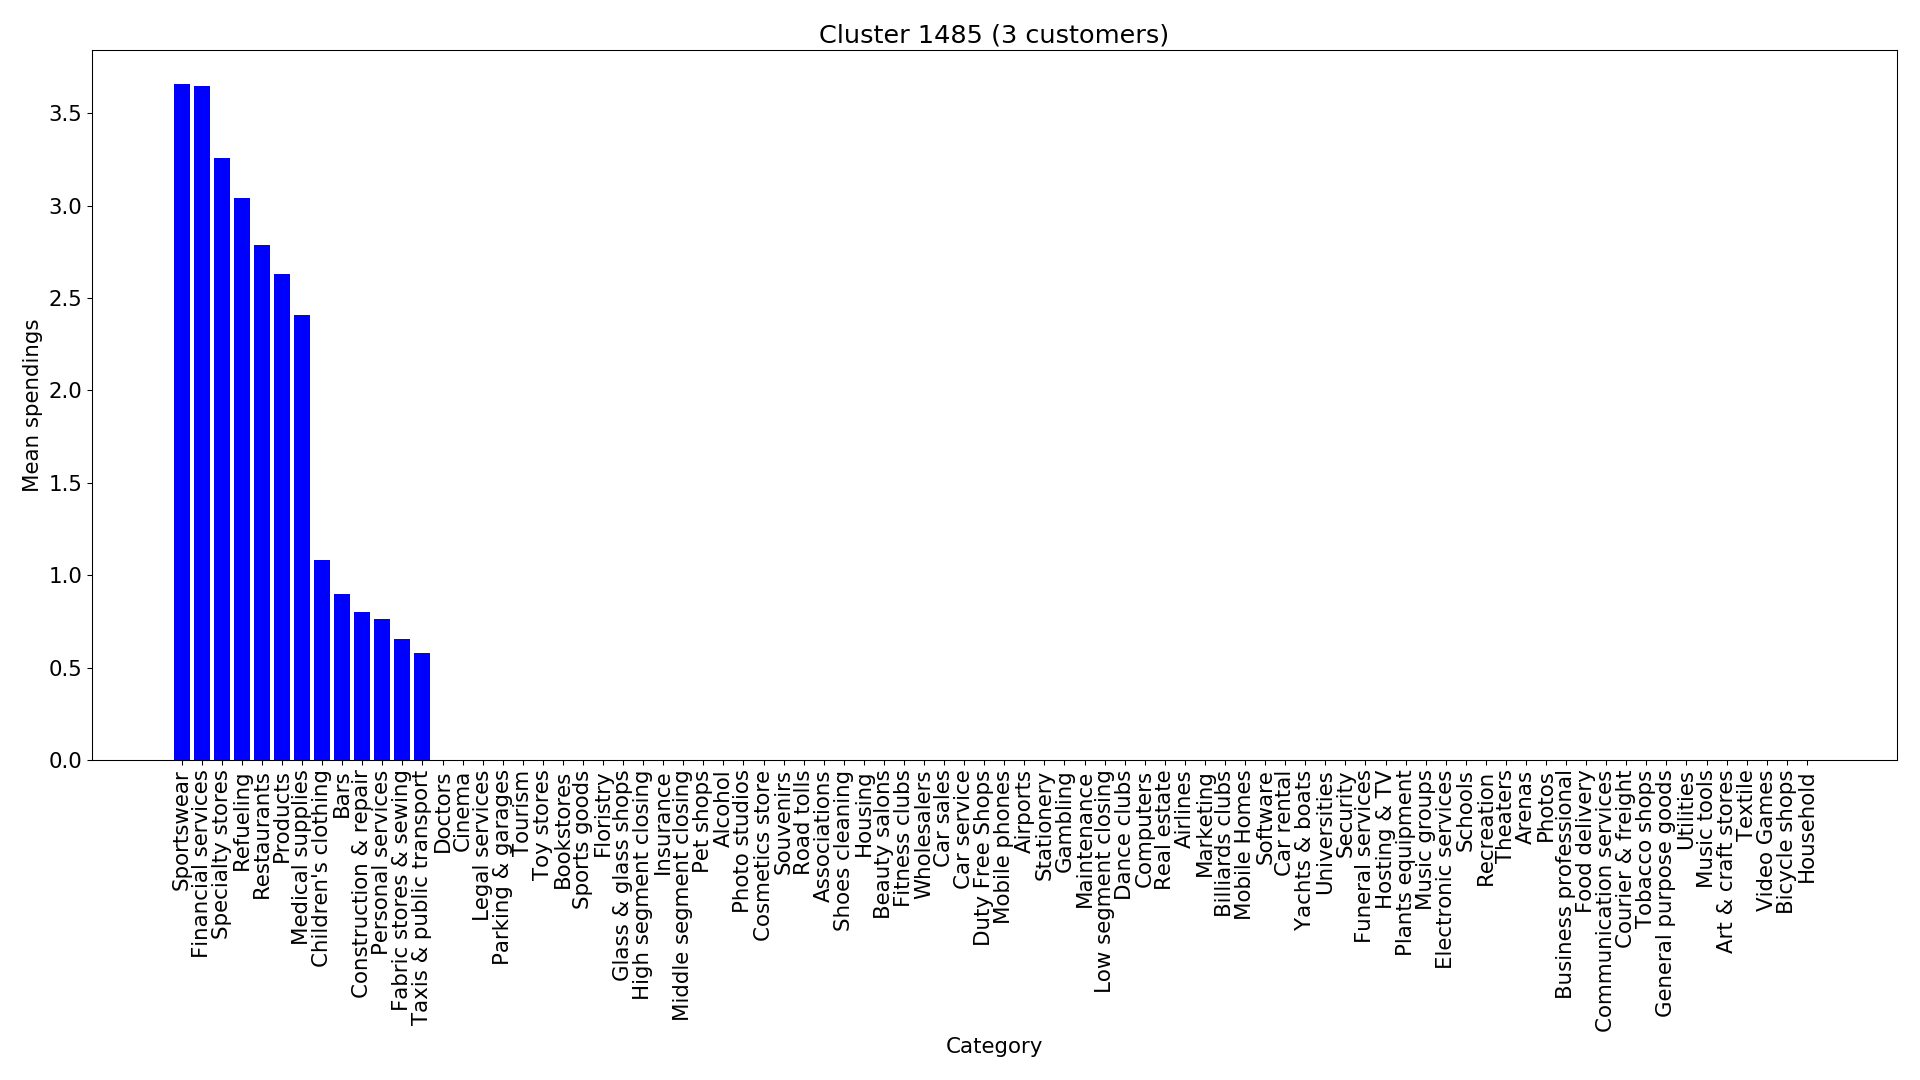 Cluster 1485 (3 customers)
Mean spendings
3.5
3.0
2.5
2.0
1.5
1.0
0.5
0.0
Sportswear
Financial services
Specialty stores
Refueling
Restaurants
Products
Medical supplies
Children's clothing
Bars
Construction & repair
Personal services
Fabric stores & sewing
Taxis & public transport
Doctors
Cinema
Legal services
Parking & garages
Tourism
Toy stores
Bookstores
Sports goods
Floristry
Glass & glass shops
High segment closing
Insurance
Middle segment closing
Pet shops
Alcohol
Photo studios
Cosmetics store
Souvenirs
Road tolls
Associations
Shoes cleaning
Housing
Beauty salons
Fitness clubs
Wholesalers
Car sales
Car service
Duty Free Shops
Mobile phones
Airports
Stationery
Gambling
Maintenance
Low segment closing
Dance clubs
Computers
Real estate
Airlines
Marketing
Billiards clubs
Mobile Homes
Software
Car rental
Yachts & boats
Universities
Security
Funeral services
Hosting & TV
Plants equipment
Music groups
Electronic services
Schools
Recreation
Theaters
Arenas
Photos
Business professional
Food delivery
Communication services
Courier & freight
Tobacco shops
General purpose goods
Utilities
Music tools
Art & craft stores
Textile
Video Games
Bicycle shops
Household
Category